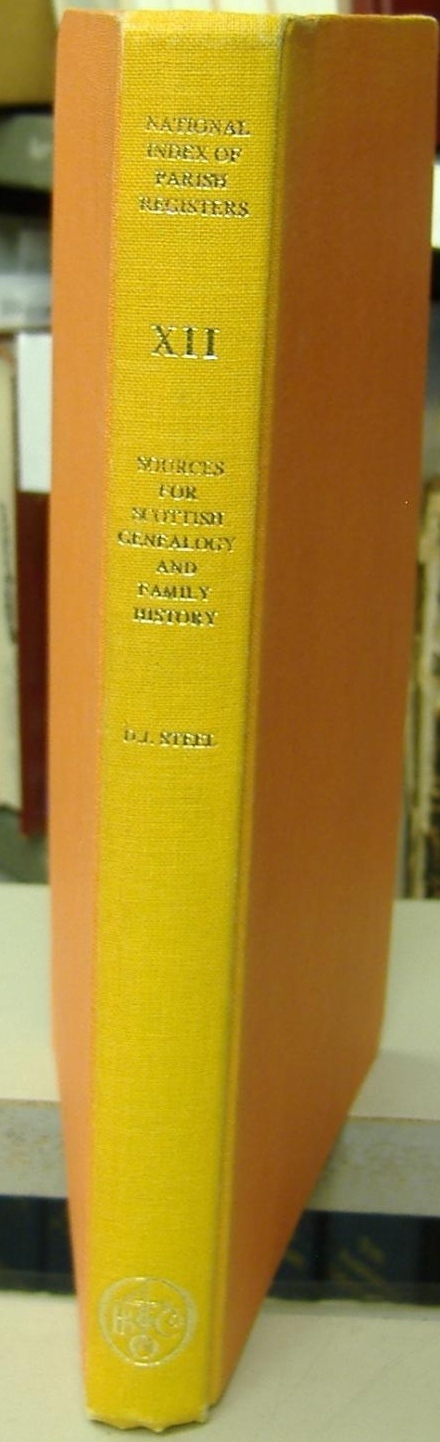 NATIONAL
INDEX OF
PARISH
REGISTERS
XII
SOURCES
FOR
SCOTTISH
GENEALOGY
AND
FAMILY
HISTORY
D.J. STEEL